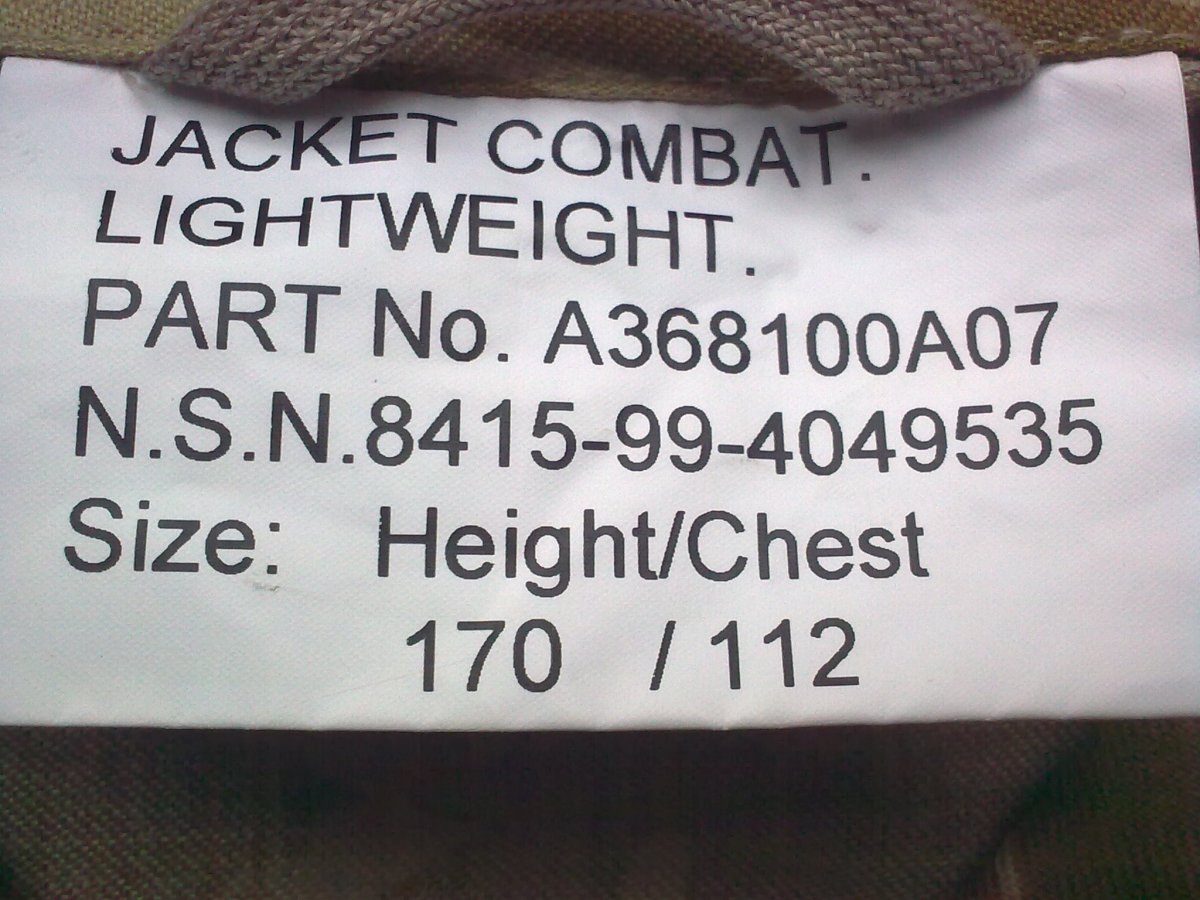 JACKET COMBAT.
LIGHTWEIGHT.
PART No. A368100A07
N.S.N.8415-99-4049535
Size: Height/Chest
170 / 112